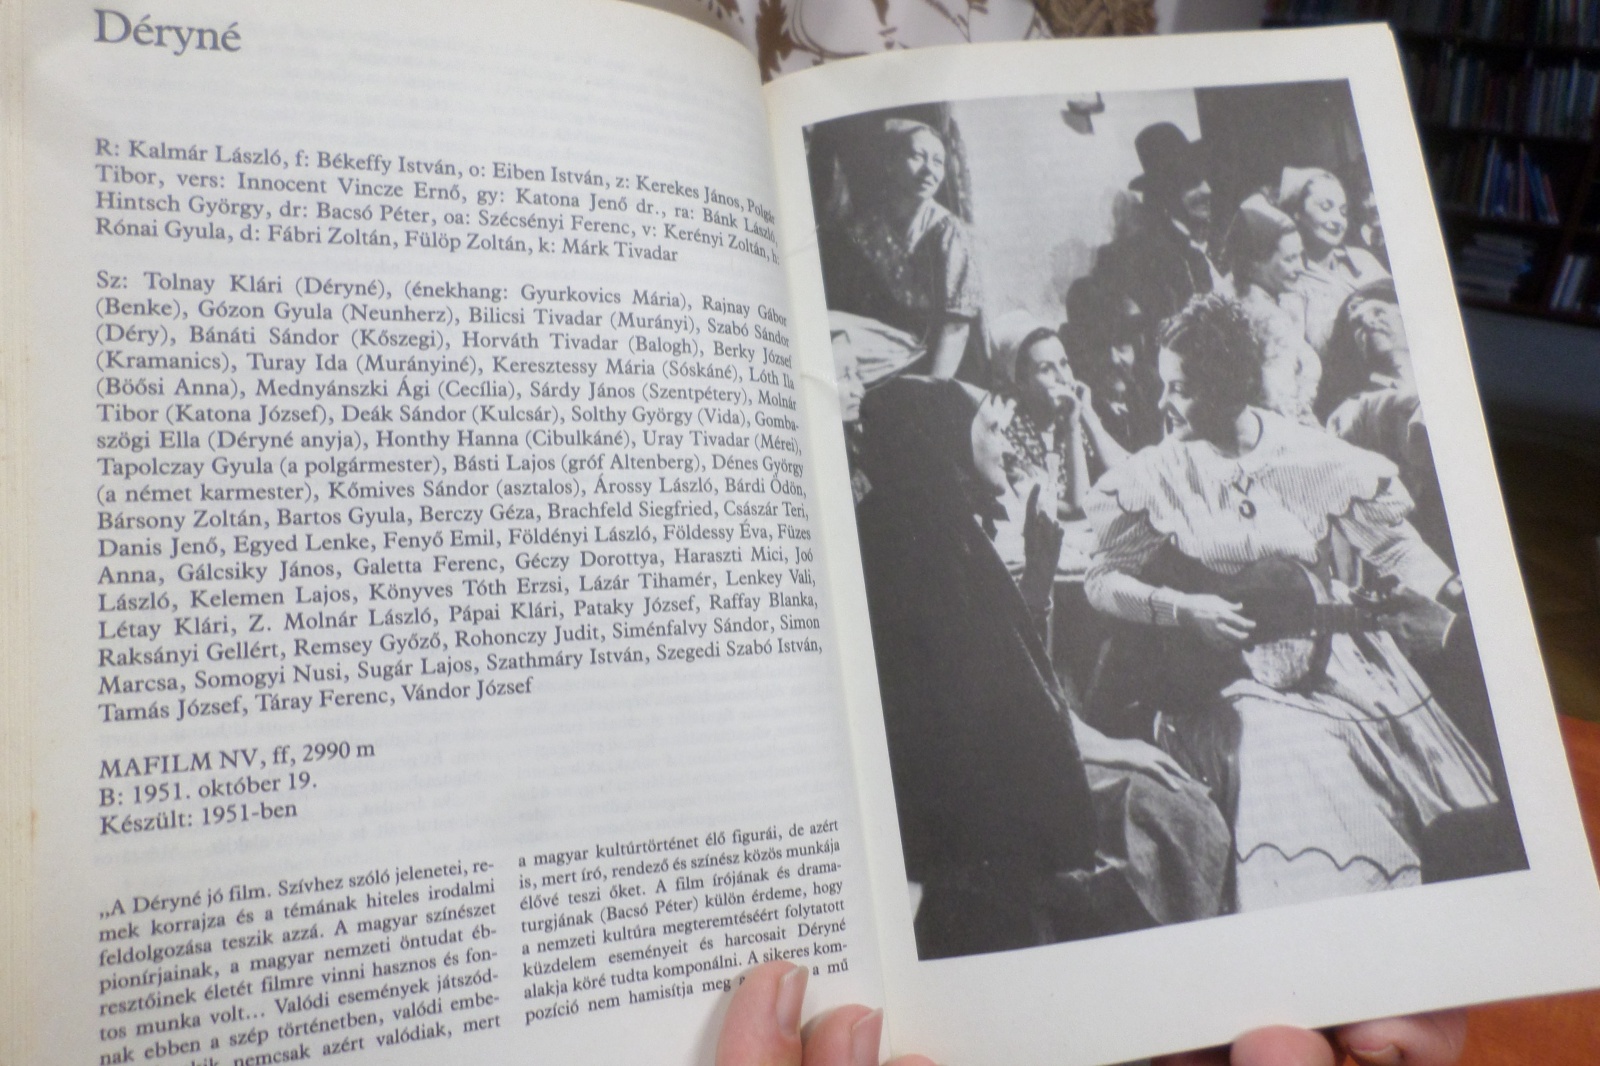 Déryné
R: Kalmár László, f: Békeffy István, o: Eiben István, z: Kerekes János, Polgár
Tibor, vers: Innocent Vincze Ernő, gy: Katona Jenő dr., ra: Bánk László,
Hintsch György, dr: Bacsó Péter, oa: Szécsényi Ferenc, v: Kerényi Zoltán, h:
Rónai Gyula, d: Fábri Zoltán, Fülöp Zoltán, k: Márk Tivadar
Sz: Tolnay Klári (Déryné), (énekhang: Gyurkovics Mária), Rajnay Gábor
(Benke), Gózon Gyula (Neunherz), Bilicsi Tivadar (Murányi), Szabó Sándor
(Déry), Bánáti Sándor (Kőszegi), Horváth Tivadar (Balogh), Berky József
(Kramanics), Turay Ida (Murányiné), Keresztessy Mária (Sóskáné), Lóth Ila
(Böősi Anna), Mednyánszki Ági (Cecília), Sárdy János (Szentpétery), Molnár
Tibor (Katona József), Deák Sándor (Kulcsár), Solthy György (Vida), Gomba-
szögi Ella (Déryné anyja), Honthy Hanna (Cibulkáné), Uray Tivadar (Mérei),
Tapolczay Gyula (a polgármester), Básti Lajos (gróf Altenberg), Dénes György
(a német karmester), Kőmives Sándor (asztalos), Árossy László, Bárdi Ödön,
Bársony Zoltán, Bartos Gyula, Berczy Géza, Brachfeld Siegfried, Császár Teri,
Danis Jenő, Egyed Lenke, Fenyő Emil, Földényi László, Földessy Éva, Füzes
Anna, Gálcsiky János, Galetta Ferenc, Géczy Dorottya, Haraszti Mici, Joó
László, Kelemen Lajos, Könyves Tóth Erzsi, Lázár Tihamér, Lenkey Vali,
Létay Klári, Z. Molnár László, Pápai Klári, Pataky József, Raffay Blanka,
Raksányi Gellért, Remsey Győző, Rohonczy Judit, Siménfalvy Sándor, Simon
Marcsa, Somogyi Nusi, Sugár Lajos, Szathmáry István, Szegedi Szabó István,
Tamás József, Táray Ferenc, Vándor József
MAFILM NV, ff, 2990 m
B: 1951. október 19.
Készült: 1951-ben
„A Déryné jó film. Szívhez szóló jelenetei, re-
mek korrajza és a témának hiteles irodalmi
feldolgozása teszik azzá. A magyar színészet
pionírjainak, a magyar nemzeti öntudat éb-
resztőinek életét filmre vinni hasznos és fon-
tos munka volt... Valódi események játszód-
nak ebben a szép történetben, valódi embe-
nemcsak azért valódiak, mert
a magyar kultúrtörténet élő figurái, de azért
is, mert író, rendező és színész közös munkája
élővé teszi őket. A film írójának és drama-
turgjának (Bacsó Péter) külön érdeme, hogy
a nemzeti kultúra megteremtéséért folytatott
küzdelem eseményeit és harcosait Déryné
alakja köré tudta komponálni. A sikeres kom-
pozíció nem hamisítja meg a mű